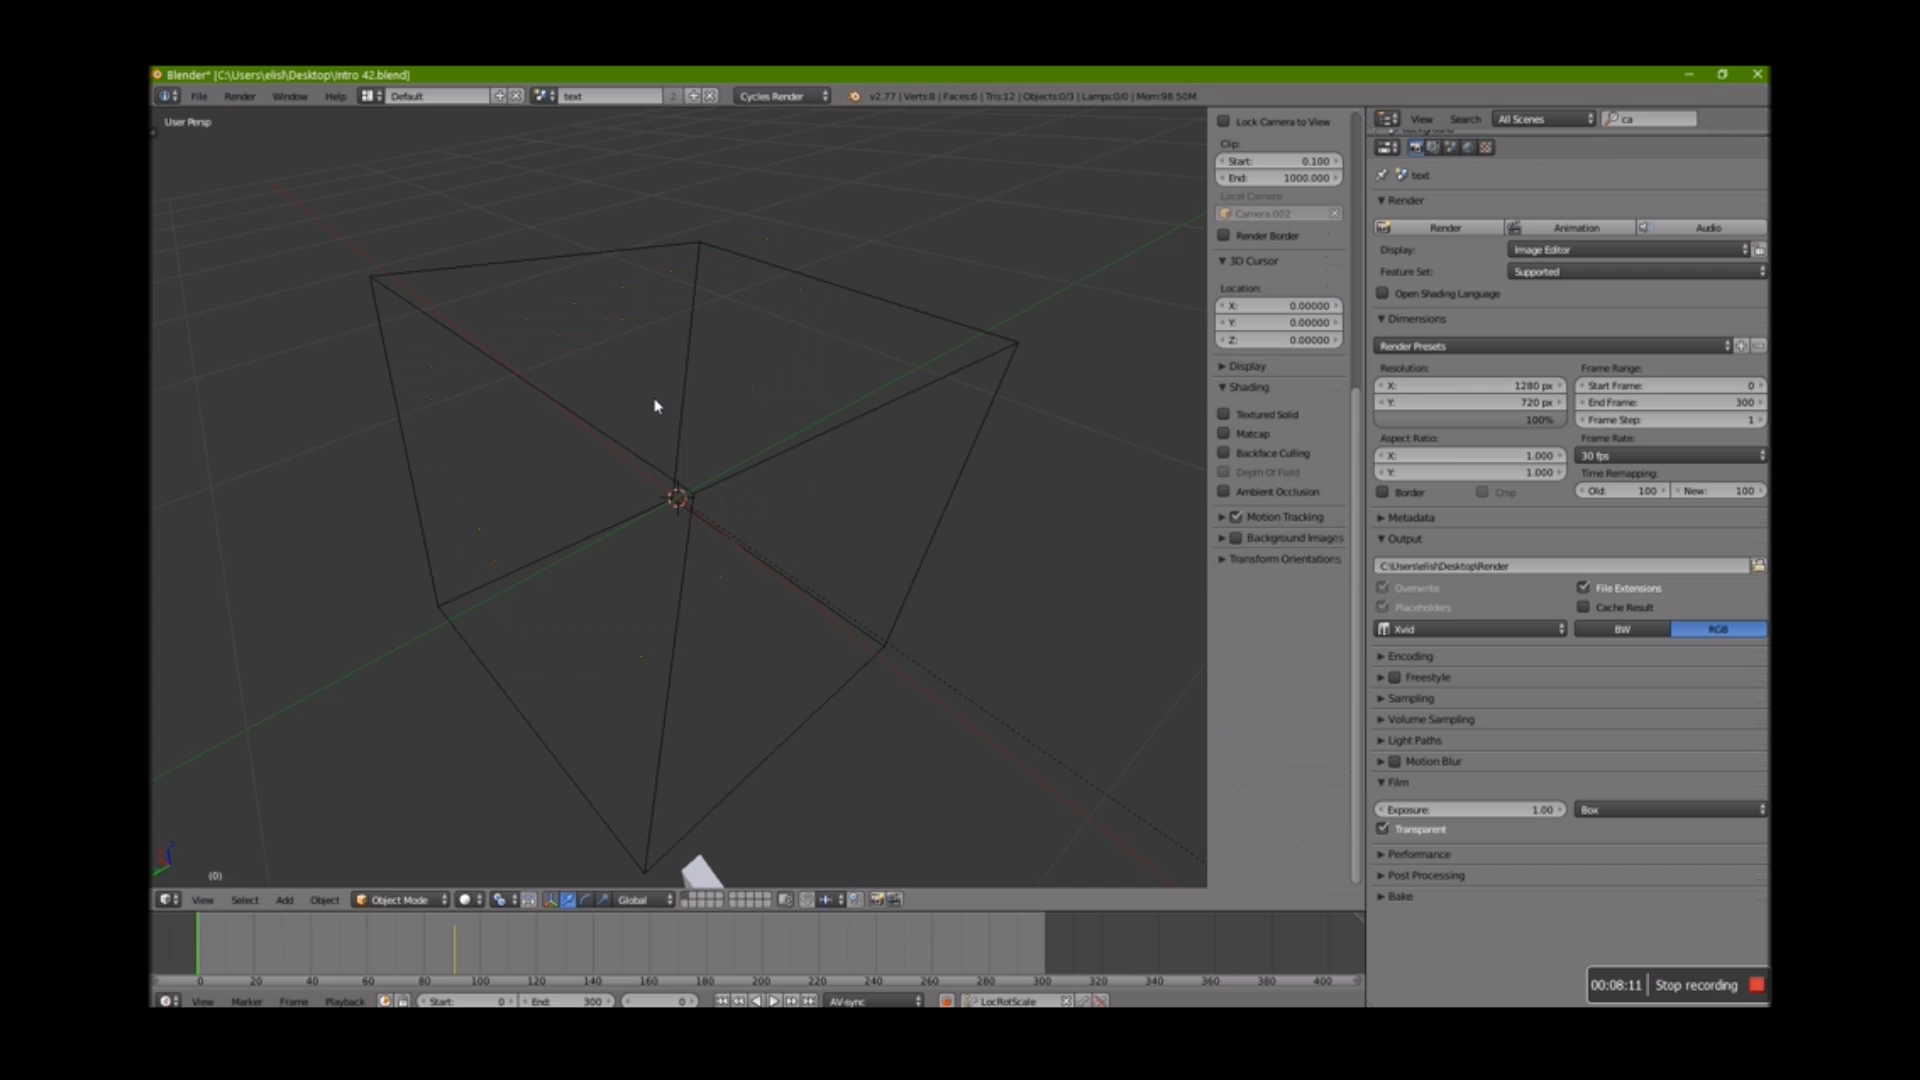 Blender* [C:\Users\elisl\Desktop\Intro 42.blend]
File Render Window Help Default text 2 Cycles Render v2.77 | Verts:8 | Faces:6 | Tris:12 | Objects:0/3 | Lamps:0/0 | Mem:98.50M
User Persp
(0)
Lock Camera to View
Clip:
Start: 0.100
End: 1000.000
Local Camera:
Camera.002
Render Border
3D Cursor
Location:
X: 0.00000
Y: 0.00000
Z: 0.00000
Display
Shading
Textured Solid
Matcap
Backface Culling
Depth Of Field
Ambient Occlusion
Motion Tracking
Background Images
Transform Orientations
View Search All Scenes ca
text
Render
Render Animation Audio
Display: Image Editor
Feature Set: Supported
Open Shading Language
Dimensions
Render Presets
Resolution: Frame Range:
X: 1280 px Start Frame: 0
Y: 720 px End Frame: 300
100% Frame Step: 1
Aspect Ratio: Frame Rate:
X: 1.000 30 fps
Y: 1.000 Time Remapping:
Border Crop Old: 100 New: 100
Metadata
Output
C:\Users\elisl\Desktop\Render
Overwrite File Extensions
Placeholders Cache Result
Xvid BW RGB
Encoding
Freestyle
Sampling
Volume Sampling
Light Paths
Motion Blur
Film
Exposure: 1.00 Box
Transparent
Performance
Post Processing
Bake
View Select Add Object Object Mode Global
0 20 40 60 80 100 120 140 160 180 200 220 240 260 280 300 320 340 360 380 400
View Marker Frame Playback Start: 0 End: 300 0 AV-sync LocRotScale
00:08:11 Stop recording